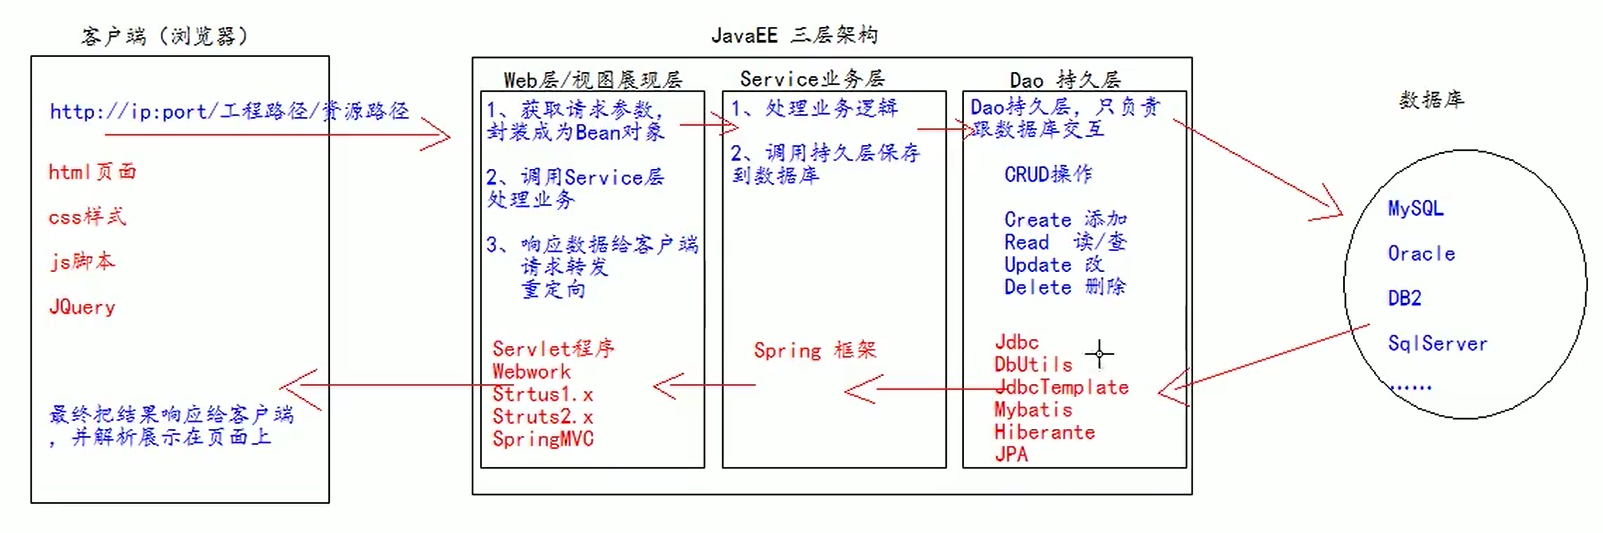 客户端（浏览器）
http://ip:port/工程路径/资源路径
html页面
css样式
js脚本
JQuery
最终把结果响应给客户端
，并解析展示在页面上
JavaEE 三层架构
Web层/视图展现层
1、获取请求参数，
封装成为Bean对象
2、调用Service层
处理业务
3、响应数据给客户端
请求转发
重定向
Servlet程序
Webwork
Strtus1.x
Struts2.x
SpringMVC
Service业务层
1、处理业务逻辑
2、调用持久层保存
到数据库
Spring 框架
Dao 持久层
Dao持久层，只负责
跟数据库交互
CRUD操作
Create 添加
Read 读/查
Update 改
Delete 删除
Jdbc
DbUtils
JdbcTemplate
Mybatis
Hiberante
JPA
数据库
MySQL
Oracle
DB2
SqlServer
......